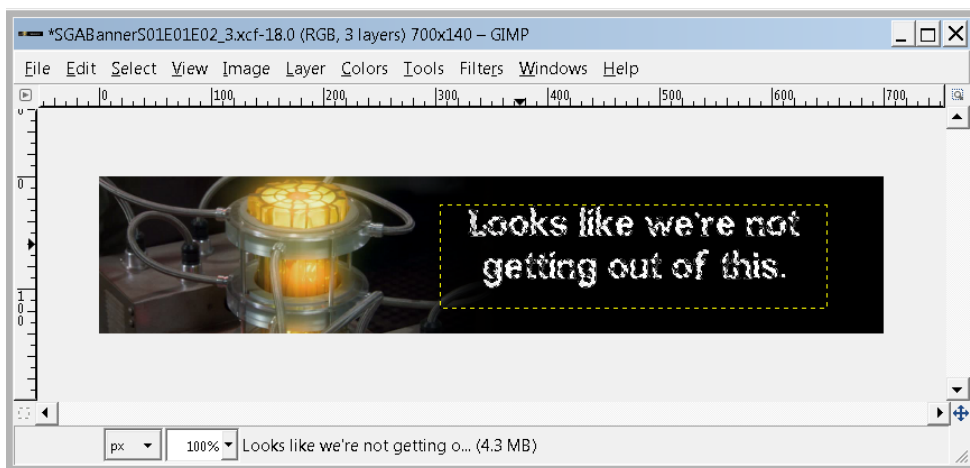 *SGABannerS01E01E02_3.xcf-18.0 (RGB, 3 layers) 700x140 – GIMP
File Edit Select View Image Layer Colors Tools Filters Windows Help
0 100 200 300 400 500 600 700
0
Looks like we're not
getting out of this.
100
px 100% Looks like we're not getting o... (4.3 MB)